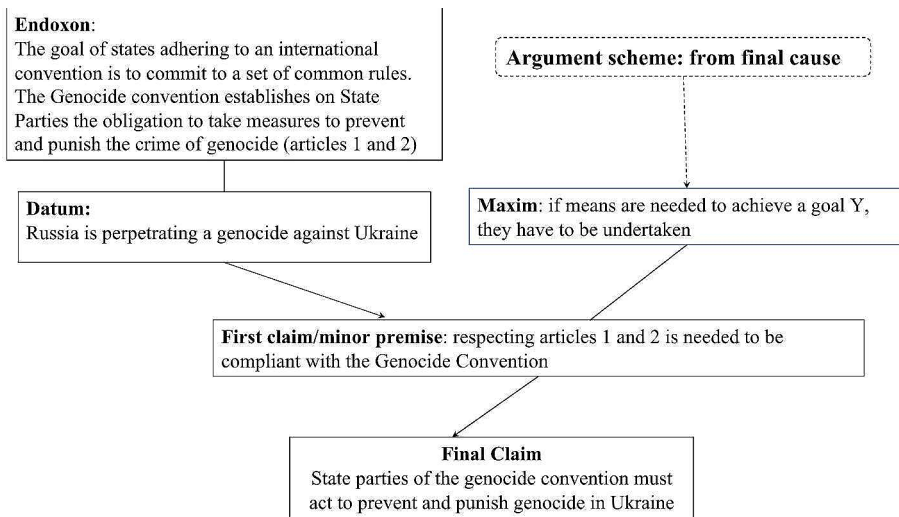 Endoxon:
The goal of states adhering to an international
convention is to commit to a set of common rules.
The Genocide convention establishes on State
Parties the obligation to take measures to prevent
and punish the crime of genocide (articles 1 and 2)
Argument scheme: from final cause
Datum:
Russia is perpetrating a genocide against Ukraine
Maxim: if means are needed to achieve a goal Y,
they have to be undertaken
First claim/minor premise: respecting articles 1 and 2 is needed to be
compliant with the Genocide Convention
Final Claim
State parties of the genocide convention must
act to prevent and punish genocide in Ukraine